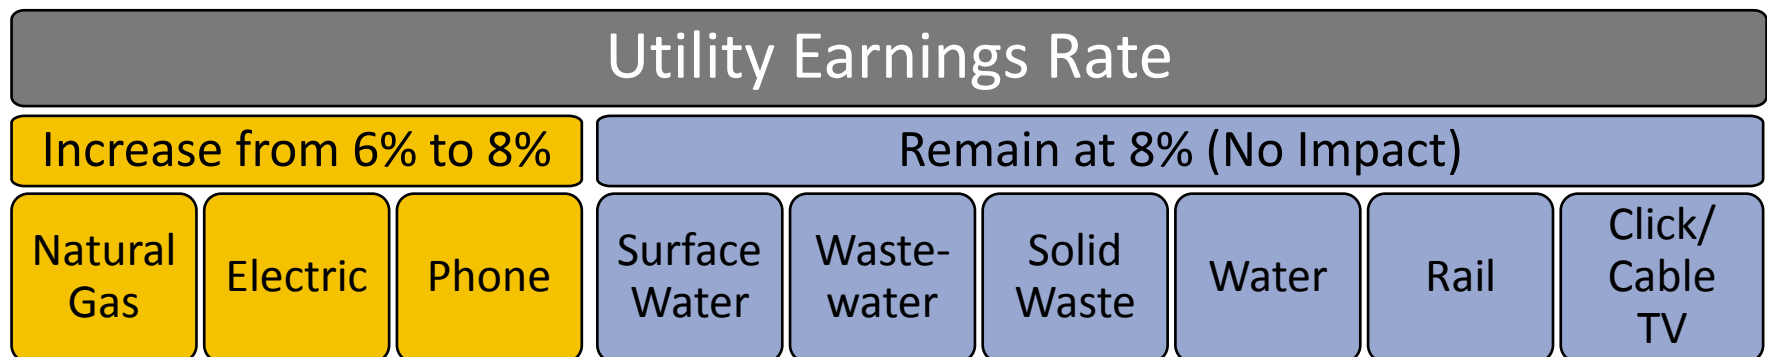 Utility Earnings Rate
Increase from 6% to 8%
Remain at 8% (No Impact)
Natural
Gas
Electric
Phone
Surface
Water
Waste-
water
Solid
Waste
Water
Rail
Click/
Cable
TV